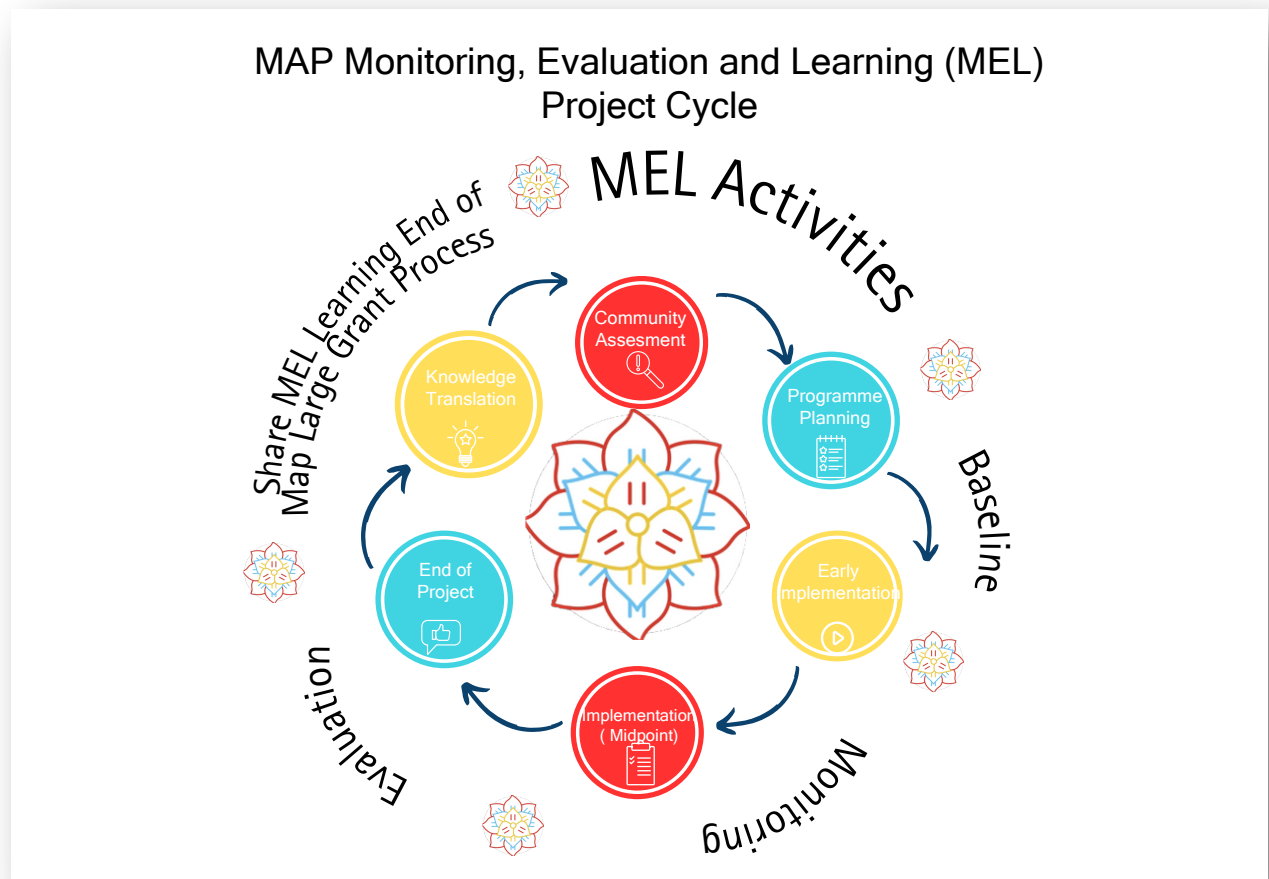 MAP Monitoring, Evaluation and Learning (MEL)
Project Cycle
MEL Activities
Baseline
Monitoring
Evaluation
Share MEL Learning End of
Map Large Grant Process
Community
Assesment
Programme
Planning
Early
Implementation
Implementation
( Midpoint)
End of
Project
Knowledge
Translation